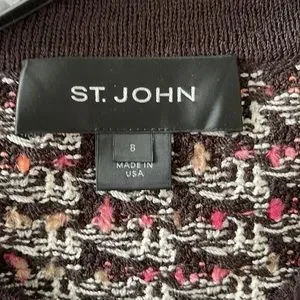 ST. JOHN
8
MADE IN
USA